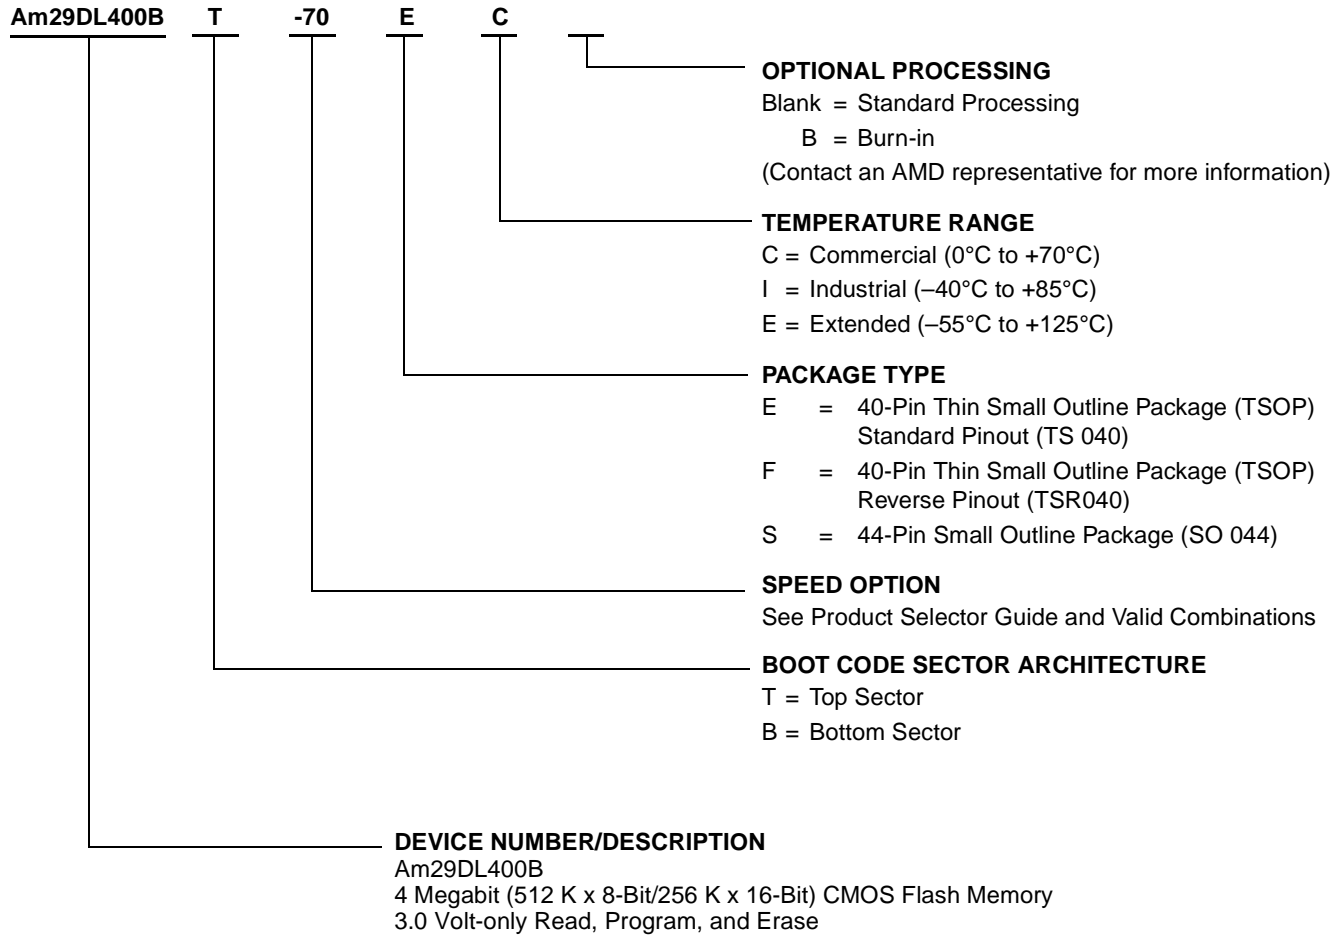 Am29DL400B T -70 E C
OPTIONAL PROCESSING
Blank = Standard Processing
B = Burn-in
(Contact an AMD representative for more information)
TEMPERATURE RANGE
C = Commercial (0°C to +70°C)
I = Industrial (–40°C to +85°C)
E = Extended (–55°C to +125°C)
PACKAGE TYPE
E = 40-Pin Thin Small Outline Package (TSOP)
Standard Pinout (TS 040)
F = 40-Pin Thin Small Outline Package (TSOP)
Reverse Pinout (TSR040)
S = 44-Pin Small Outline Package (SO 044)
SPEED OPTION
See Product Selector Guide and Valid Combinations
BOOT CODE SECTOR ARCHITECTURE
T = Top Sector
B = Bottom Sector
DEVICE NUMBER/DESCRIPTION
Am29DL400B
4 Megabit (512 K x 8-Bit/256 K x 16-Bit) CMOS Flash Memory
3.0 Volt-only Read, Program, and Erase